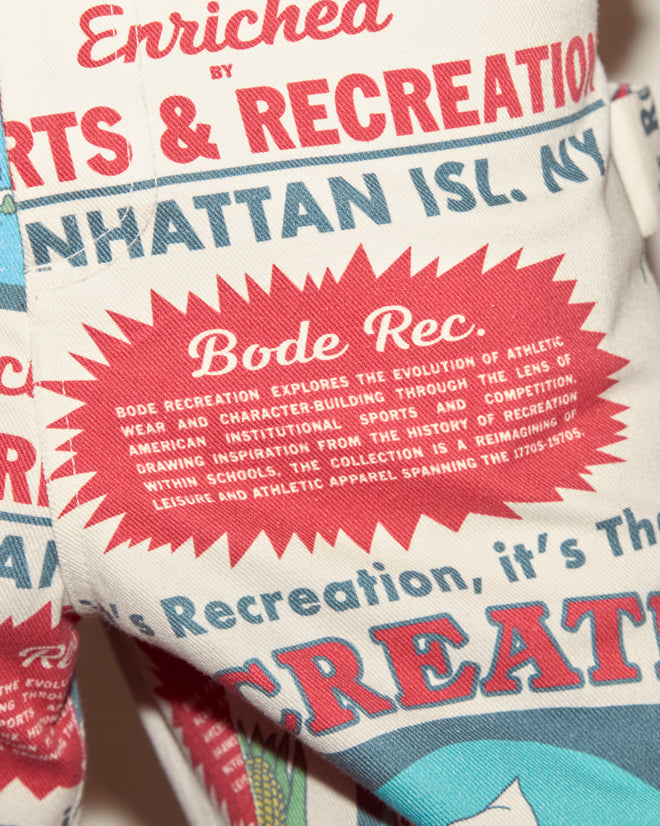 Enriched
BY
RTS & RECREATION
NHATTAN ISL. NY
Bode Rec.
BODE RECREATION EXPLORES THE EVOLUTION OF ATHLETIC
WEAR AND CHARACTER-BUILDING THROUGH THE LENS OF
AMERICAN INSTITUTIONAL SPORTS AND COMPETITION.
DRAWING INSPIRATION FROM THE HISTORY OF RECREATION
WITHIN SCHOOLS, THE COLLECTION IS A REIMAGINING OF
LEISURE AND ATHLETIC APPAREL SPANNING THE 1770S-1970S.
's Recreation, it's The
CREATI